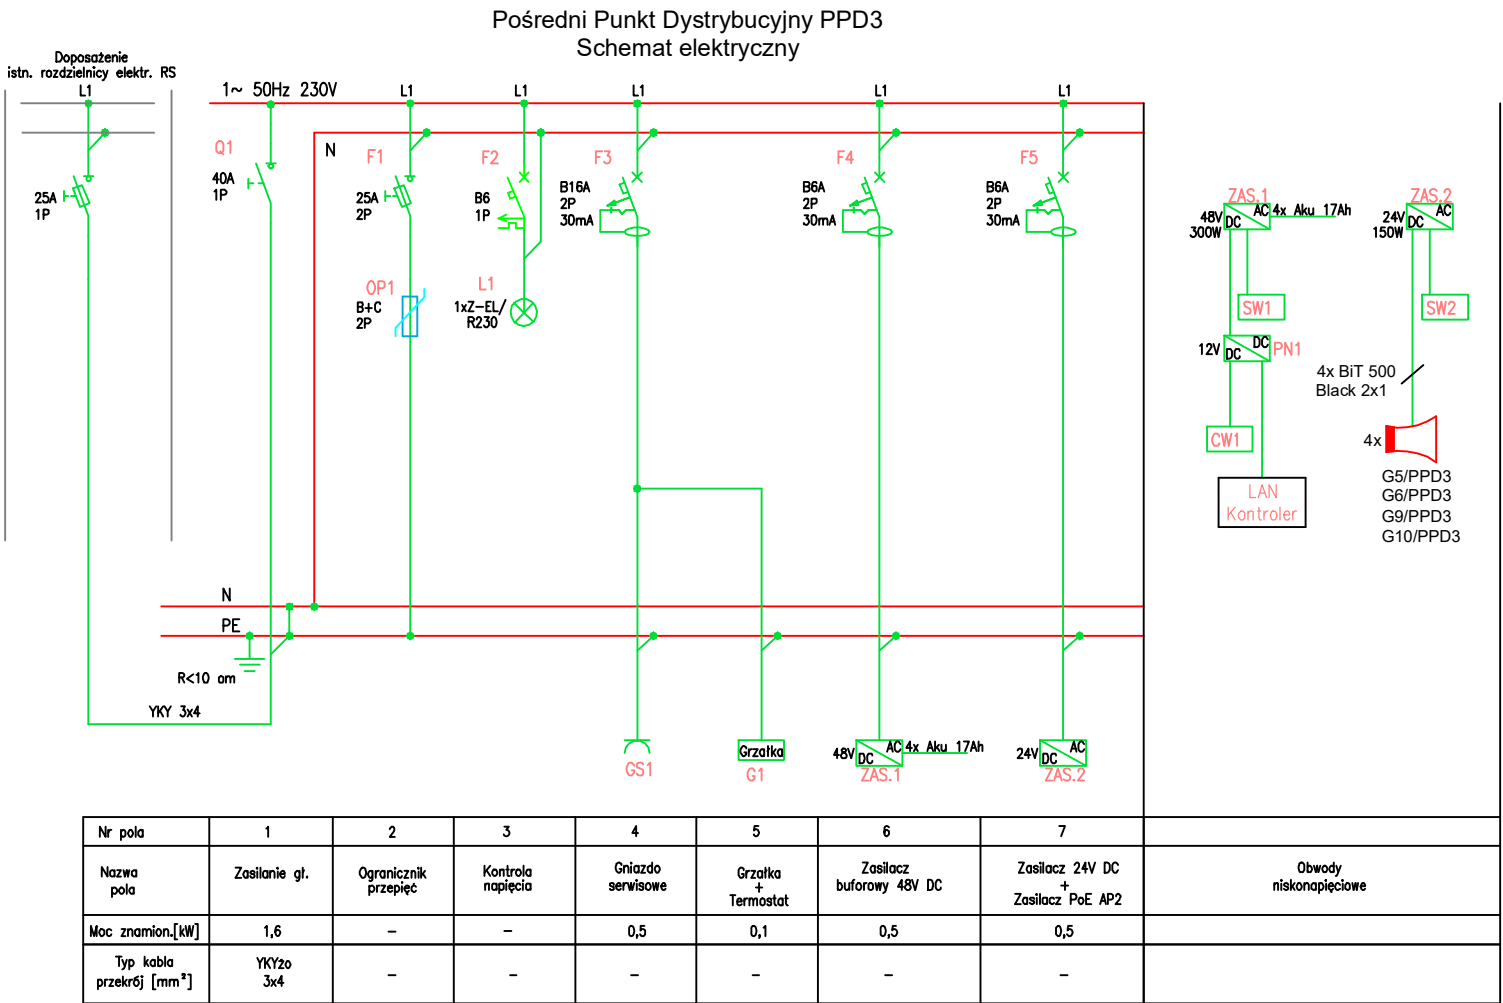 Pośredni Punkt Dystrybucyjny PPD3
Schemat elektryczny
Doposażenie
istn. rozdzielnicy elektr. RS
L1
1~ 50Hz 230V
L1
L1
L1
L1
L1
N
Q1
40A
1P
25A
1P
F1
25A
2P
F2
B6
1P
F3
B16A
2P
30mA
F4
B6A
2P
30mA
F5
B6A
2P
30mA
OP1
B+C
2P
L1
1xZ-EL/
R230
ZAS.1
48V
300W
DC
AC
4x Aku 17Ah
SW1
12V
DC
DC
PN1
CW1
LAN
Kontroler
ZAS.2
24V
150W
DC
AC
SW2
4x BiT 500
Black 2x1
4x
G5/PPD3
G6/PPD3
G9/PPD3
G10/PPD3
N
PE
R<10 om
YKY 3x4
GS1
Grzałka
G1
48V
DC
AC
4x Aku 17Ah
ZAS.1
24V
DC
AC
ZAS.2
Nr pola 1 2 3 4 5 6 7
Nazwa
pola
Zasilanie gł.
Ogranicznik
przepięć
Kontrola
napięcia
Gniazdo
serwisowe
Grzałka
+
Termostat
Zasilacz
buforowy 48V DC
Zasilacz 24V DC
+
Zasilacz PoE AP2
Obwody
niskonapięciowe
Moc znamion.[kW] 1,6 – – 0,5 0,1 0,5 0,5
Typ kabla
przekrój [mm²]
YKYżo
3x4
– – – – – –